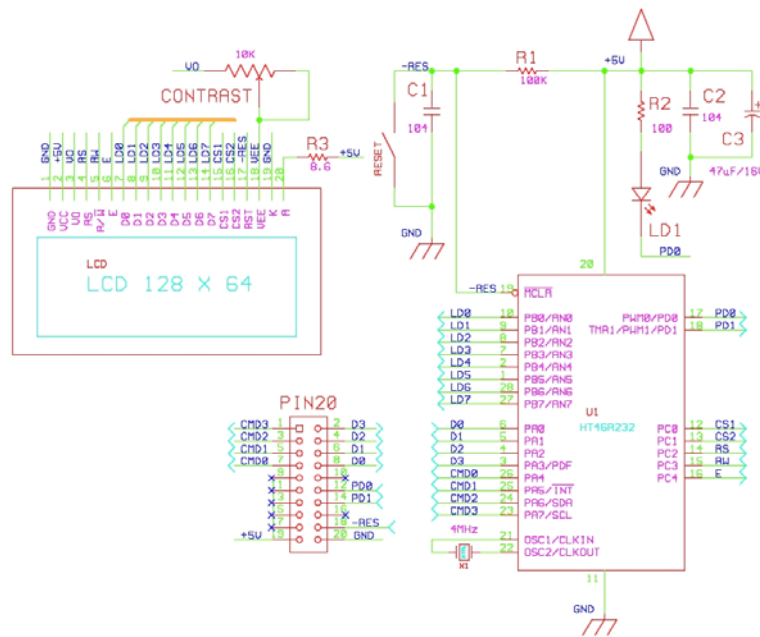 VO
10K
CONTRAST
GND
+5V
VO
RS
RW
E
LD0
LD1
LD2
LD3
LD4
LD5
LD6
LD7
CS1
CS2
-RES
VEE
GND
1
2
3
4
5
6
7
8
9
10
11
12
13
14
15
16
17
18
19
20
R3
8.6
+5V
GND
VCC
VO
RS
R/W
E
D0
D1
D2
D3
D4
D5
D6
D7
CS1
CS2
RST
VEE
K
A
LCD
LCD 128 X 64
-RES
R1
100K
+5V
C1
104
RESET
GND
R2
100
C2
104
C3
GND
47uF/16V
LD1
PD0
20
-RES 19 MCLR
LD0 10 PB0/AN0
LD1 9 PB1/AN1
LD2 8 PB2/AN2
LD3 7 PB3/AN3
LD4 2 PB4/AN4
LD5 1 PB5/AN5
LD6 28 PB6/AN6
LD7 27 PB7/AN7
PWM0/PD0 17 PD0
TMR1/PWM1/PD1 18 PD1
U1
HT46R232
D0 6 PA0
D1 5 PA1
D2 4 PA2
D3 3 PA3/PDF
CMD0 26 PA4
CMD1 25 PA5/INT
CMD2 24 PA6/SDA
CMD3 23 PA7/SCL
PC0 12 CS1
PC1 13 CS2
PC2 14 RS
PC3 15 RW
PC4 16 E
4MHz
X1
21 OSC1/CLKIN
22 OSC2/CLKOUT
11
GND
PIN20
CMD3 1 2 D3
CMD2 3 4 D2
CMD1 5 6 D1
CMD0 7 8 D0
9 10
12 PD0
14 PD1
16
18 -RES
+5V 19 20 GND